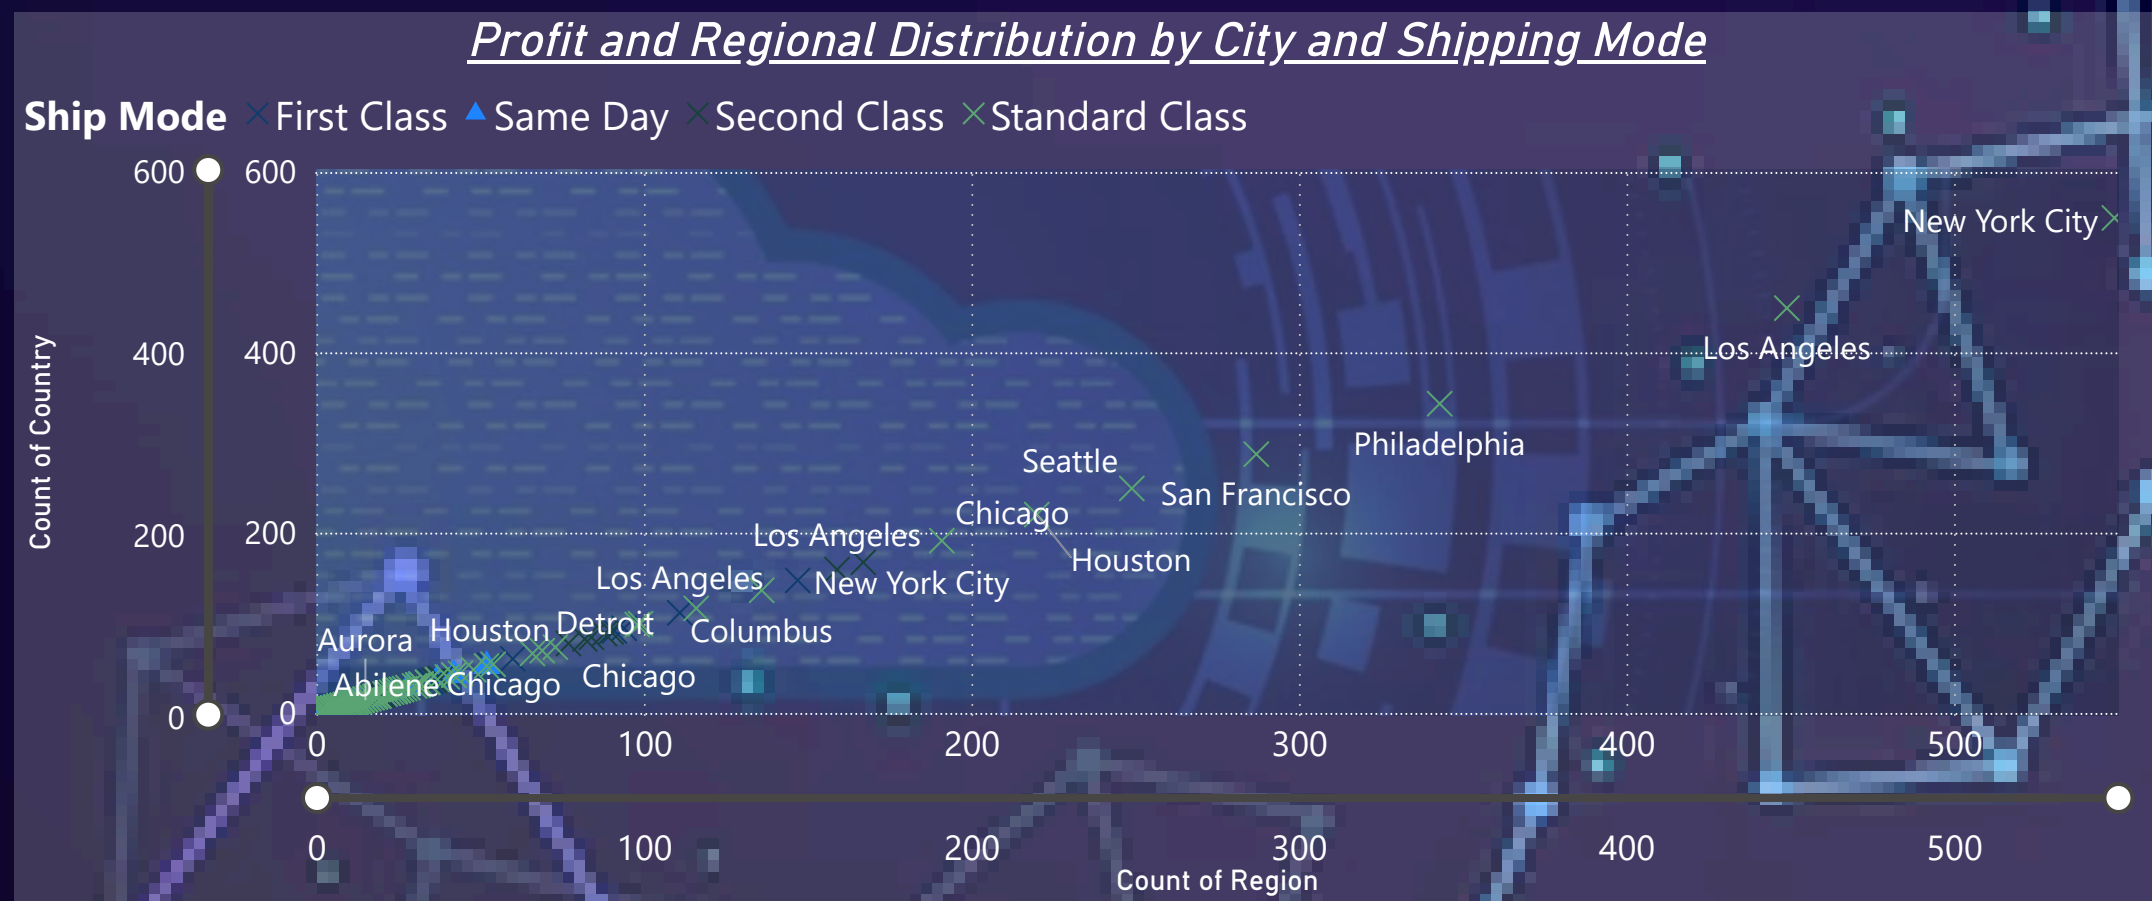 Profit and Regional Distribution by City and Shipping Mode
Ship Mode First Class Same Day Second Class Standard Class
600 600
New York City
400 400
Los Angeles
Philadelphia
Seattle
San Francisco
Chicago
200 200
Los Angeles
Houston
Los Angeles
New York City
Aurora Houston Detroit
Columbus
Abilene Chicago Chicago
0 0
0 100 200 300 400 500
0 100 200 300 400 500
Count of Country
Count of Region